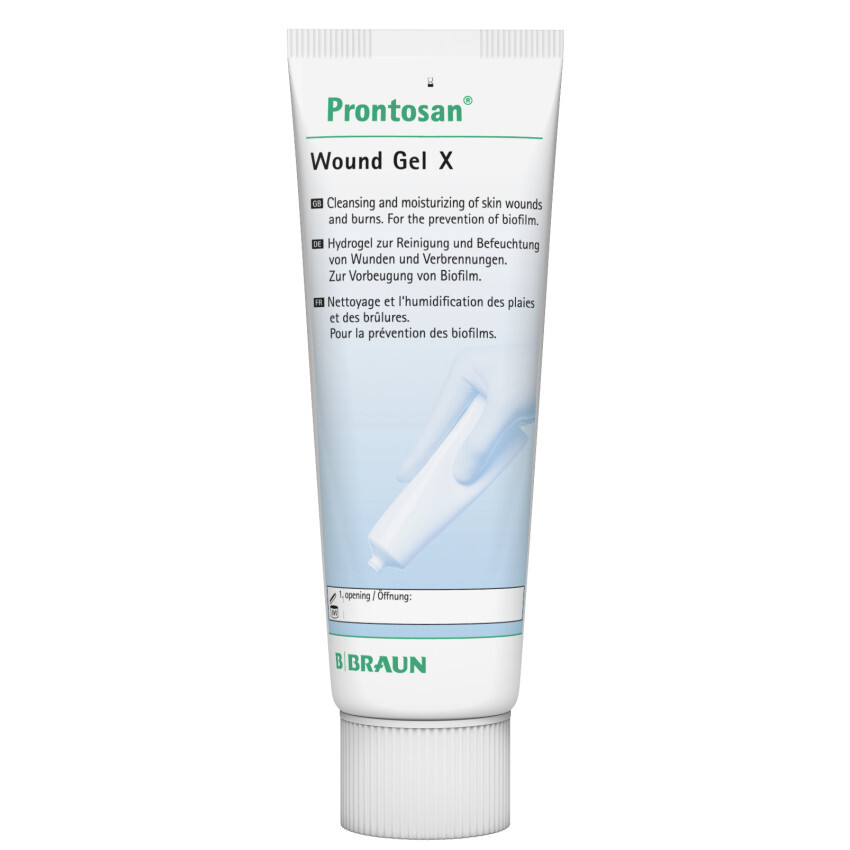 Prontosan®
Wound Gel X
GB Cleansing and moisturizing of skin wounds
and burns. For the prevention of biofilm.
DE Hydrogel zur Reinigung und Befeuchtung
von Wunden und Verbrennungen.
Zur Vorbeugung von Biofilm.
FR Nettoyage et l'humidification des plaies
et des brûlures.
Pour la prévention des biofilms.
1. opening / Öffnung:
B|BRAUN